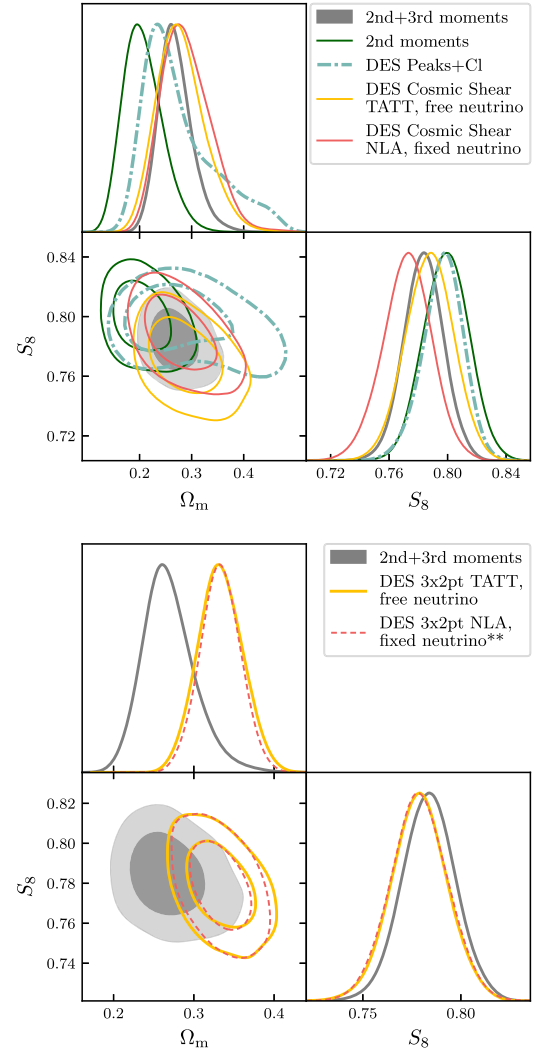 2nd+3rd moments
2nd moments
DES Peaks+Cl
DES Cosmic Shear
TATT, free neutrino
DES Cosmic Shear
NLA, fixed neutrino
0.84
0.80
0.76
0.72
S₈
0.2 0.3 0.4
Ωₘ
0.72 0.76 0.80 0.84
S₈
2nd+3rd moments
DES 3x2pt TATT,
free neutrino
DES 3x2pt NLA,
fixed neutrino**
0.82
0.80
0.78
0.76
0.74
S₈
0.2 0.3 0.4
Ωₘ
0.75 0.80
S₈